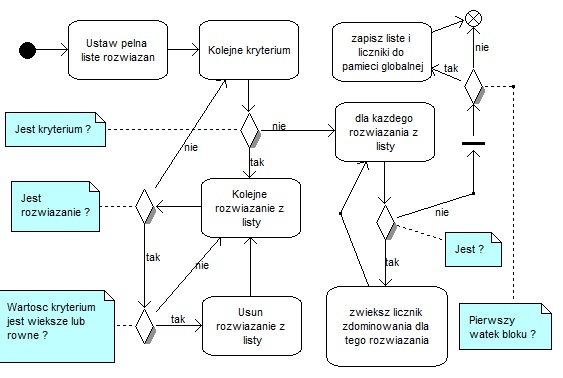 Ustaw pelna
liste rozwiazan
Kolejne kryterium
zapisz liste i
liczniki do
pamieci globalnej
nie
tak
Jest kryterium ?
nie
nie
tak
dla kazdego
rozwiazania z
listy
Jest
rozwiazanie ?
Kolejne
rozwiazanie z
listy
nie
Jest ?
tak
nie
tak
Wartosc kryterium
jest wieksze lub
rowne ?
tak
Usun
rozwiazanie z
listy
zwieksz licznik
zdominowania dla
tego rozwiazania
Pierwszy
watek bloku ?